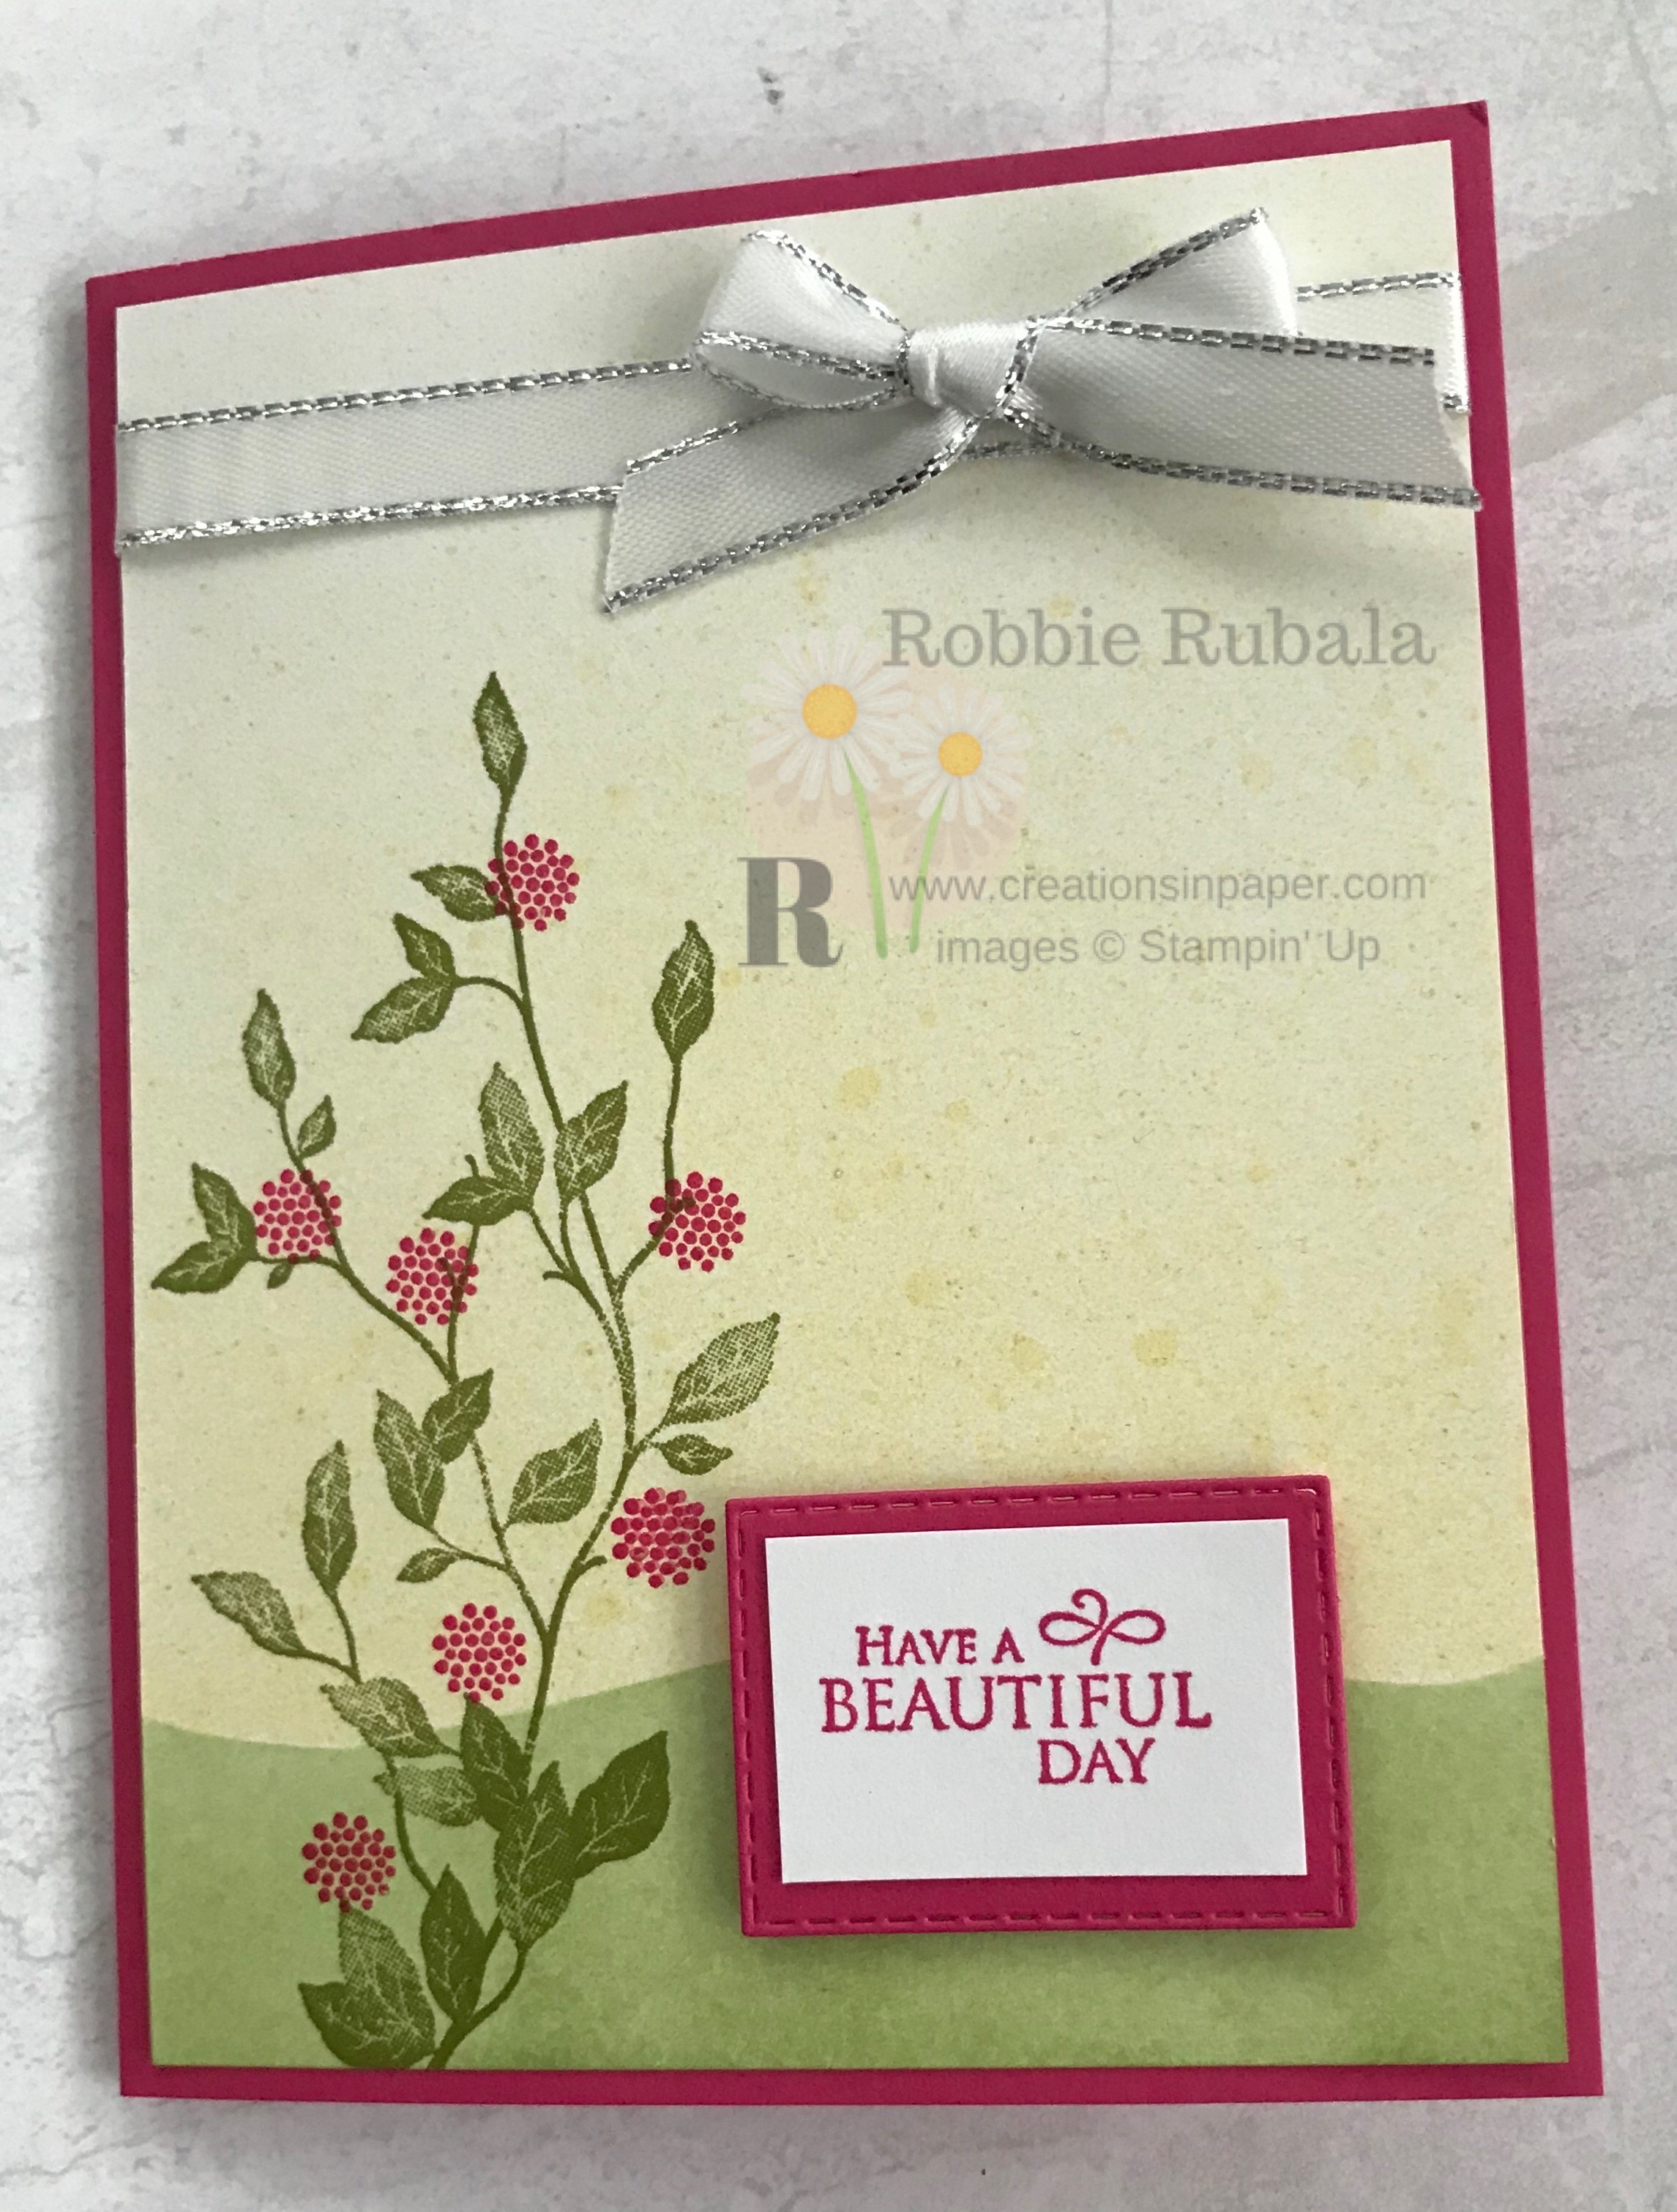 Robbie Rubala
R
www.creationsinpaper.com
images © Stampin' Up
HAVE A
BEAUTIFUL
DAY